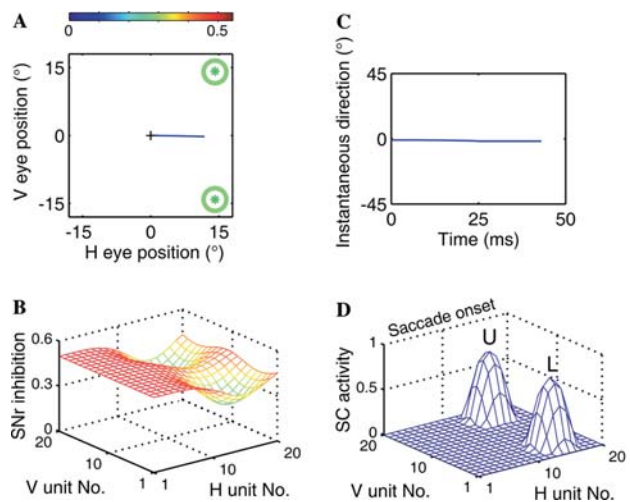 A
0
0.5
15
0
-15
V eye position (°)
-15
0
15
H eye position (°)
C
45
0
-45
Instantaneous direction (°)
0
25
50
Time (ms)
B
0.6
0.3
0
SNr inhibition
20
10
1
V unit No.
1
10
20
H unit No.
D
Saccade onset
U
L
1
0.5
0
SC activity
20
10
1
V unit No.
1
10
20
H unit No.